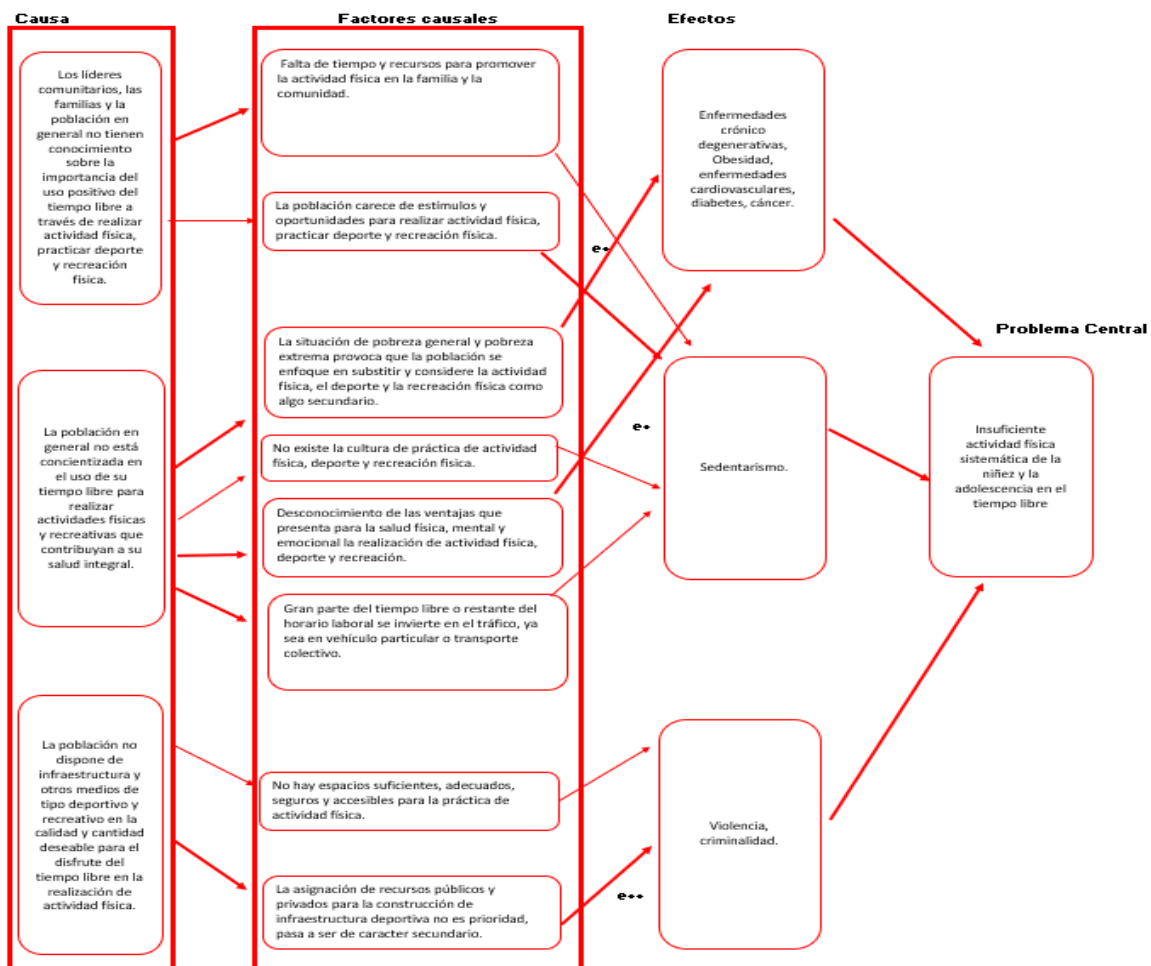 Causa
Factores causales
Efectos
Los líderes
comunitarios, las
familias y la
población en
general no tienen
conocimiento
sobre la
importancia del
uso positivo del
tiempo libre a
través de realizar
actividad física,
practicar deporte
y recreación
física.
La población en
general no está
concientizada en
el uso de su
tiempo libre para
realizar
actividades físicas
y recreativas que
contribuyan a su
salud integral.
La población no
dispone de
infraestructura y
otros medios de
tipo deportivo y
recreativo en la
calidad y cantidad
deseable para el
disfrute del
tiempo libre en la
realización de
actividad física.
Falta de tiempo y recursos para promover
la actividad física en la familia y la
comunidad.
La población carece de estímulos y
oportunidades para realizar actividad física,
practicar deporte y recreación física.
La situación de pobreza general y pobreza
extrema provoca que la población se
enfoque en substitir y considere la actividad
física, el deporte y la recreación física como
algo secundario.
No existe la cultura de práctica de actividad
física, deporte y recreación física.
Desconocimiento de las ventajas que
presenta para la salud física, mental y
emocional la realización de actividad física,
deporte y recreación.
Gran parte del tiempo libre o restante del
horario laboral se invierte en el tráfico, ya
sea en vehículo particular o transporte
colectivo.
No hay espacios suficientes, adecuados,
seguros y accesibles para la práctica de
actividad física.
La asignación de recursos públicos y
privados para la construcción de
infraestructura deportiva no es prioridad,
pasa a ser de caracter secundario.
e+
e+
e++
Enfermedades
crónico
degenerativas,
Obesidad,
enfermedades
cardiovasculares,
diabetes, cáncer.
Sedentarismo.
Violencia,
criminalidad.
Problema Central
Insuficiente
actividad física
sistemática de la
niñez y la
adolescencia en el
tiempo libre